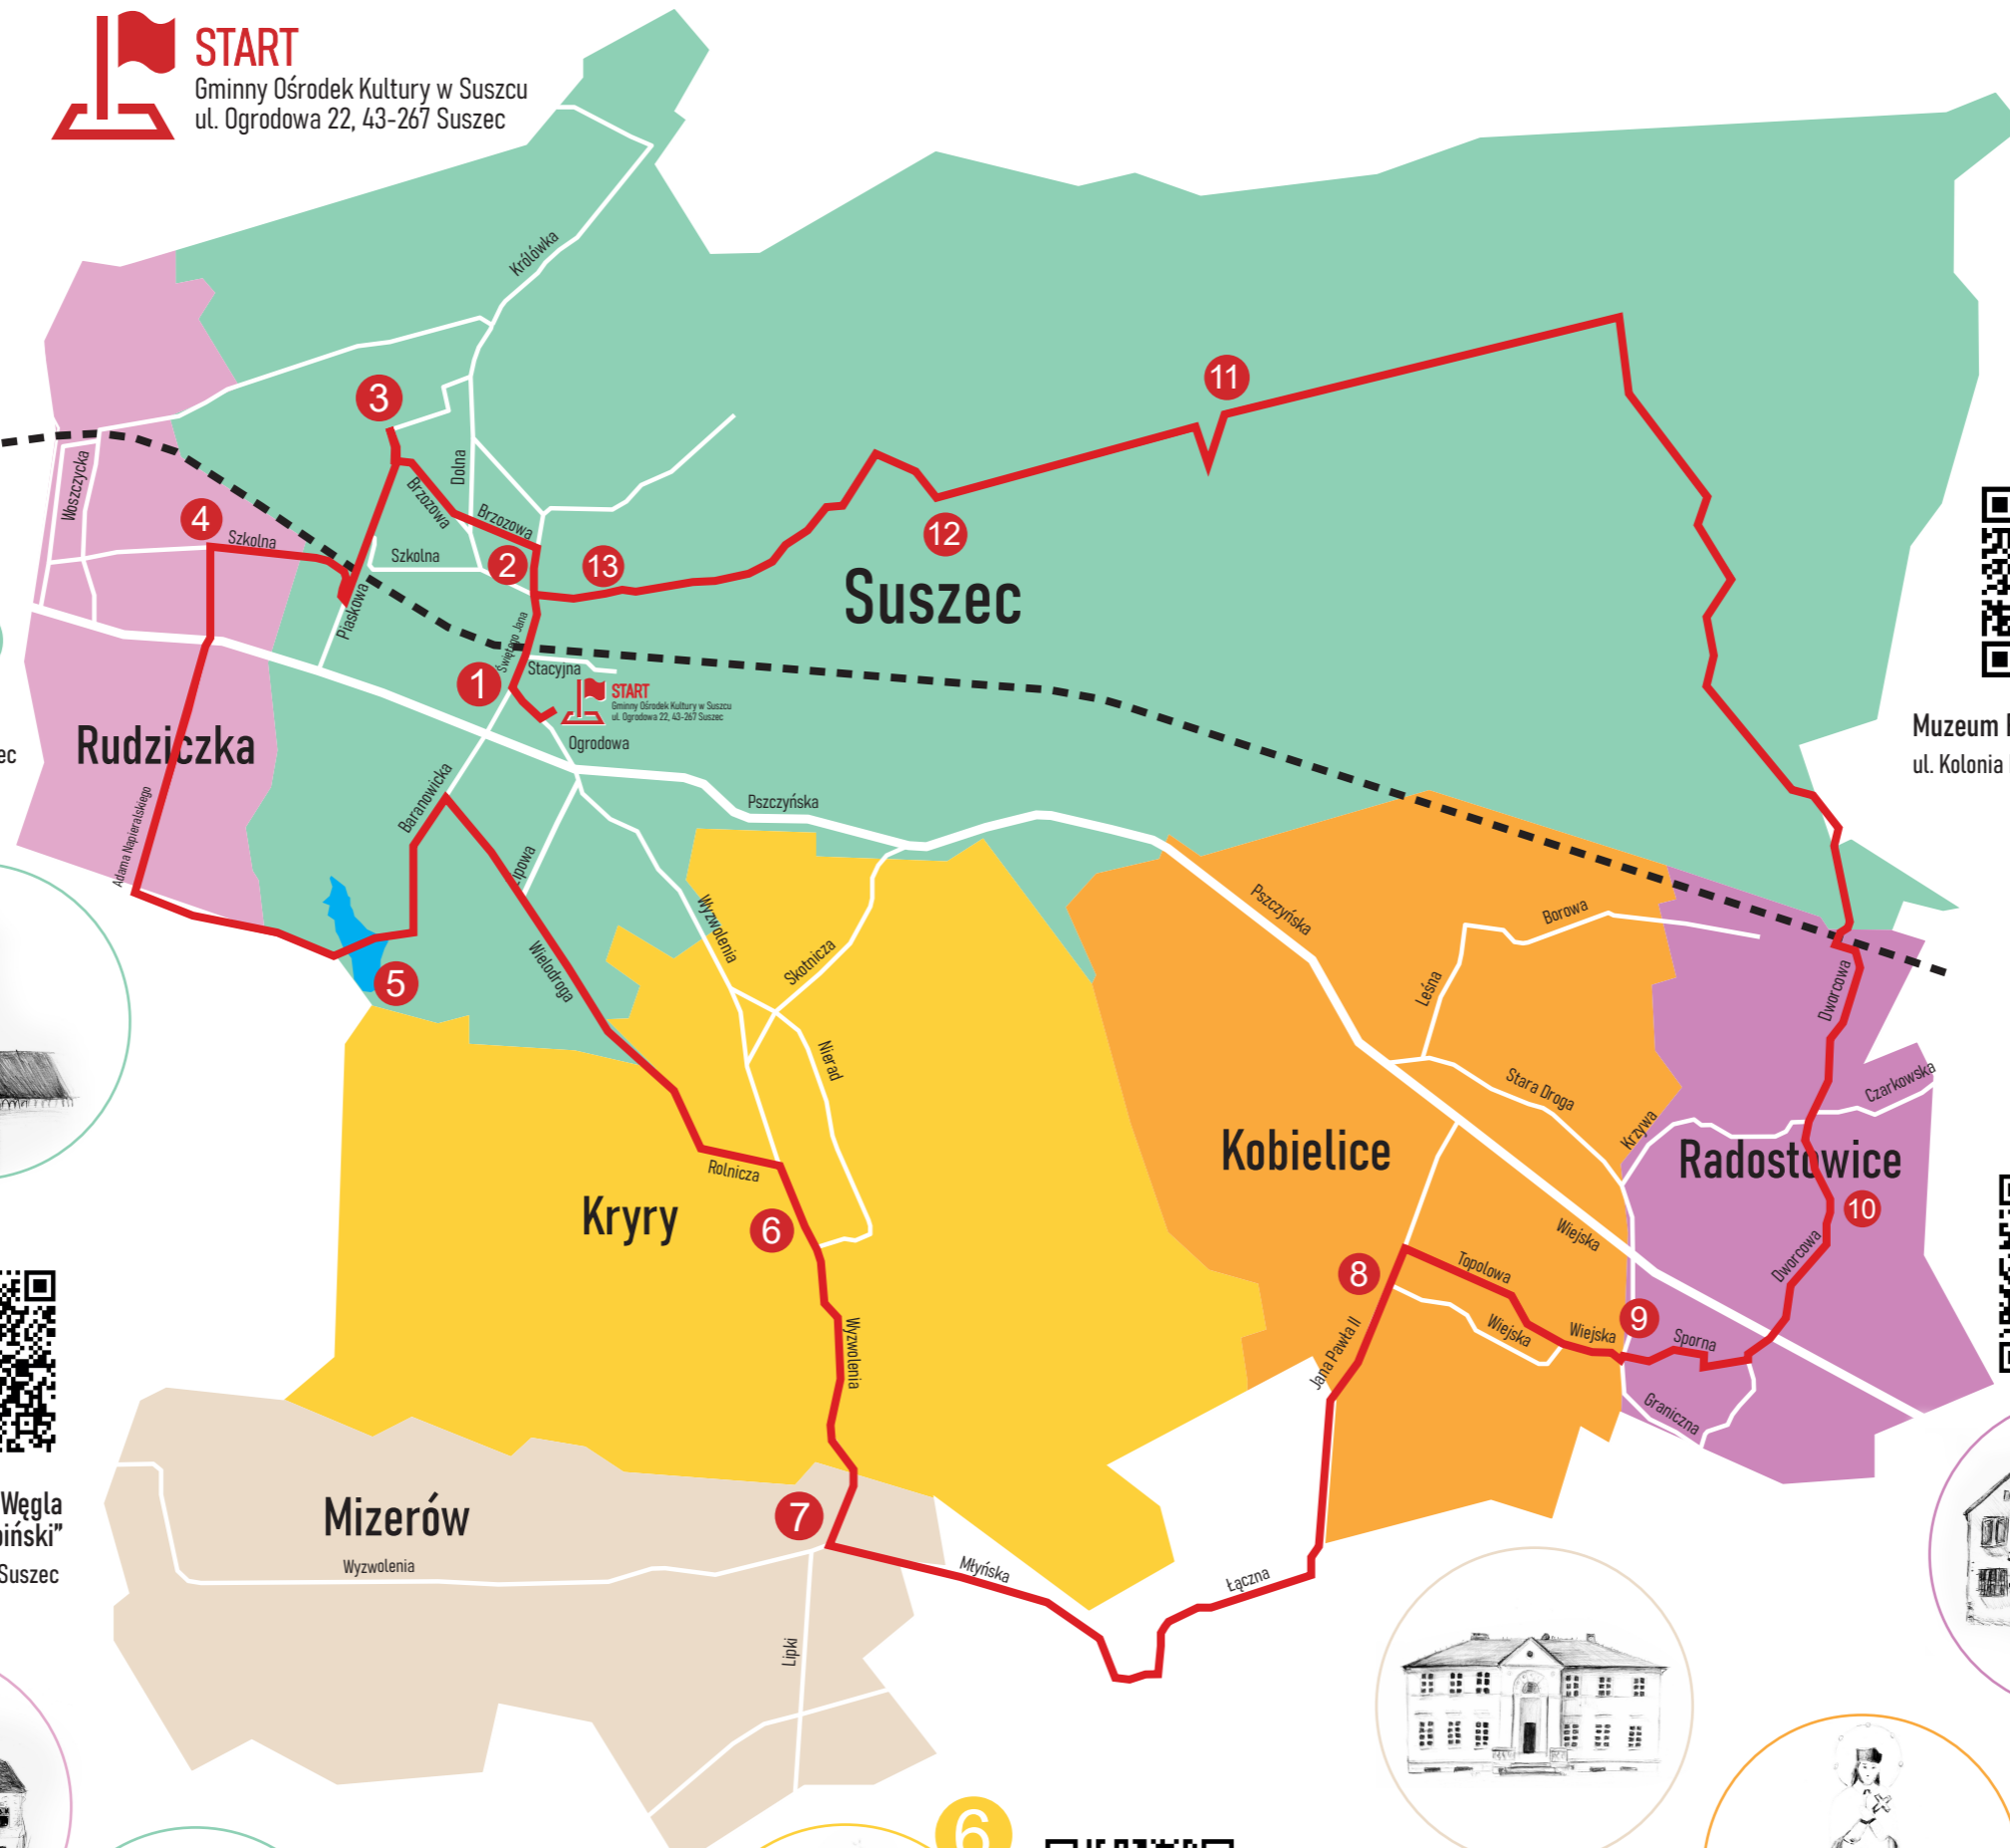 START
Gminny Ośrodek Kultury w Suszcu
ul. Ogrodowa 22, 43-267 Suszec
Królówka
11
3
Woszczycka
Dolna
Brzozowa
Brzozowa
4
Szkolna
Szkolna
2
13
12
Suszec
Piaskowa
Świętego Jana
Stacyjna
1
START
Gminny Ośrodek Kultury w Suszcu
ul. Ogrodowa 22, 43-267 Suszec
Ogrodowa
Rudziczka
ec
Muzeum
ul. Kolonia
Adama Napieralskiego
Baranowicka
Pszczyńska
Lipowa
Wyzwolenia
Pszczyńska
Borowa
Skotnicza
Wielodroga
5
Leśna
Dworcowa
Nierad
Stara Droga
Czarkowska
Krzywa
Kobielice
Radostowice
Rolnicza
Kryry
6
10
Wiejska
Dworcowa
8
Topolowa
Wiejska
Wiejska
9
Sporna
Jana Pawła II
Wyzwolenia
Graniczna
Węgla
piński”
Suszec
Mizerów
7
Wyzwolenia
Młyńska
Łączna
Lipki
6